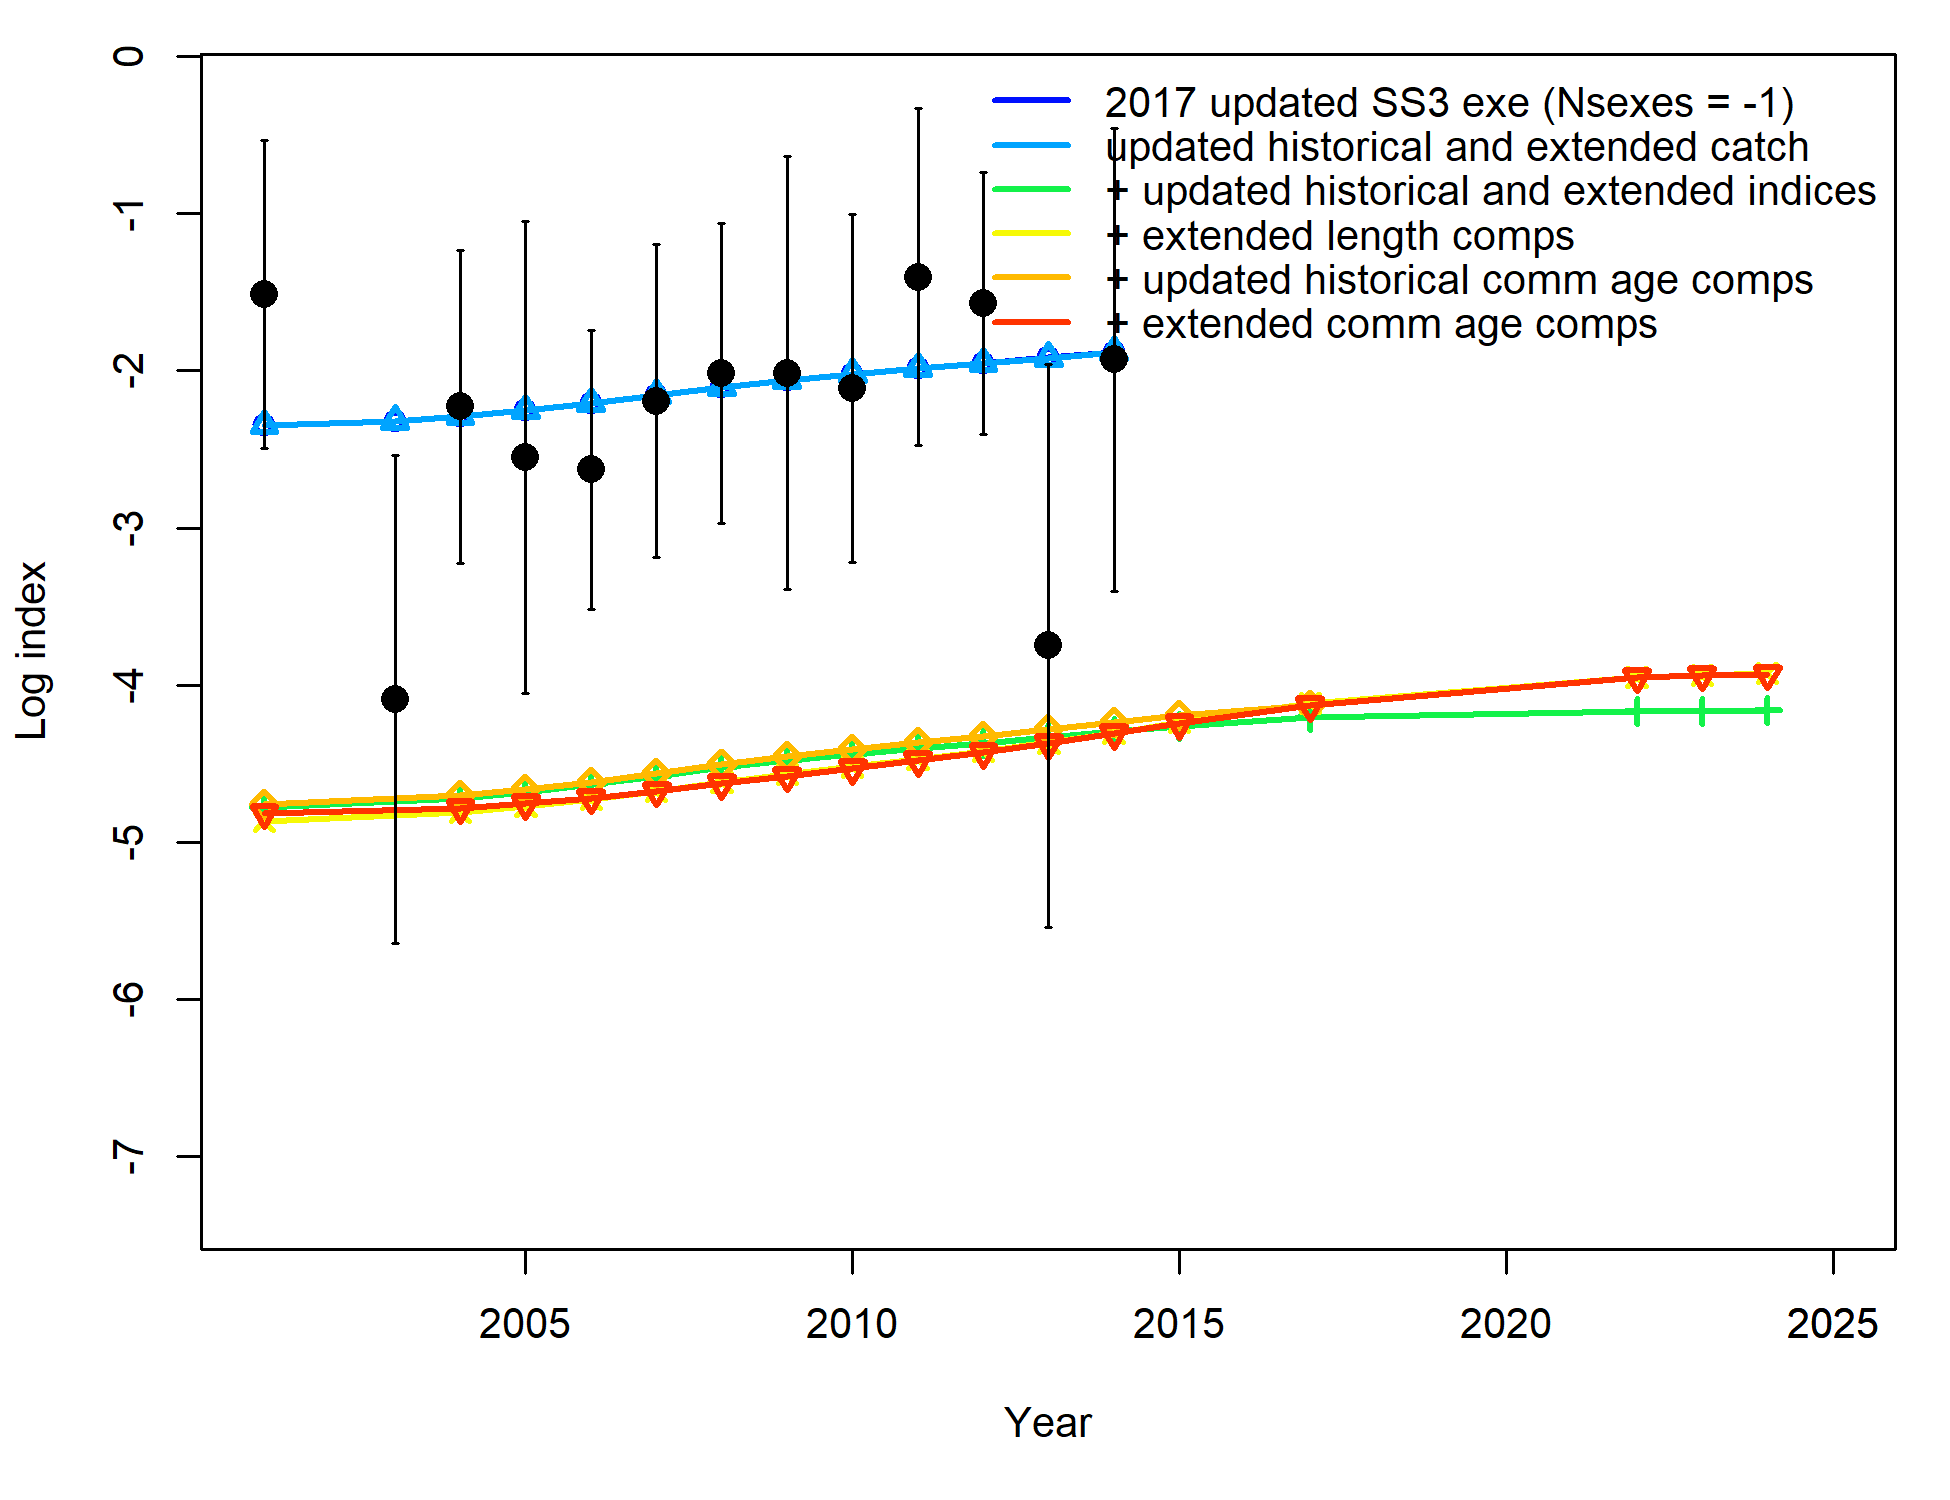 2017 updated SS3 exe (Nsexes = -1)
updated historical and extended catch
+ updated historical and extended indices
+ extended length comps
+ updated historical comm age comps
+ extended comm age comps
0
-1
-2
-3
-4
-5
-6
-7
Log index
2005 2010 2015 2020 2025
Year